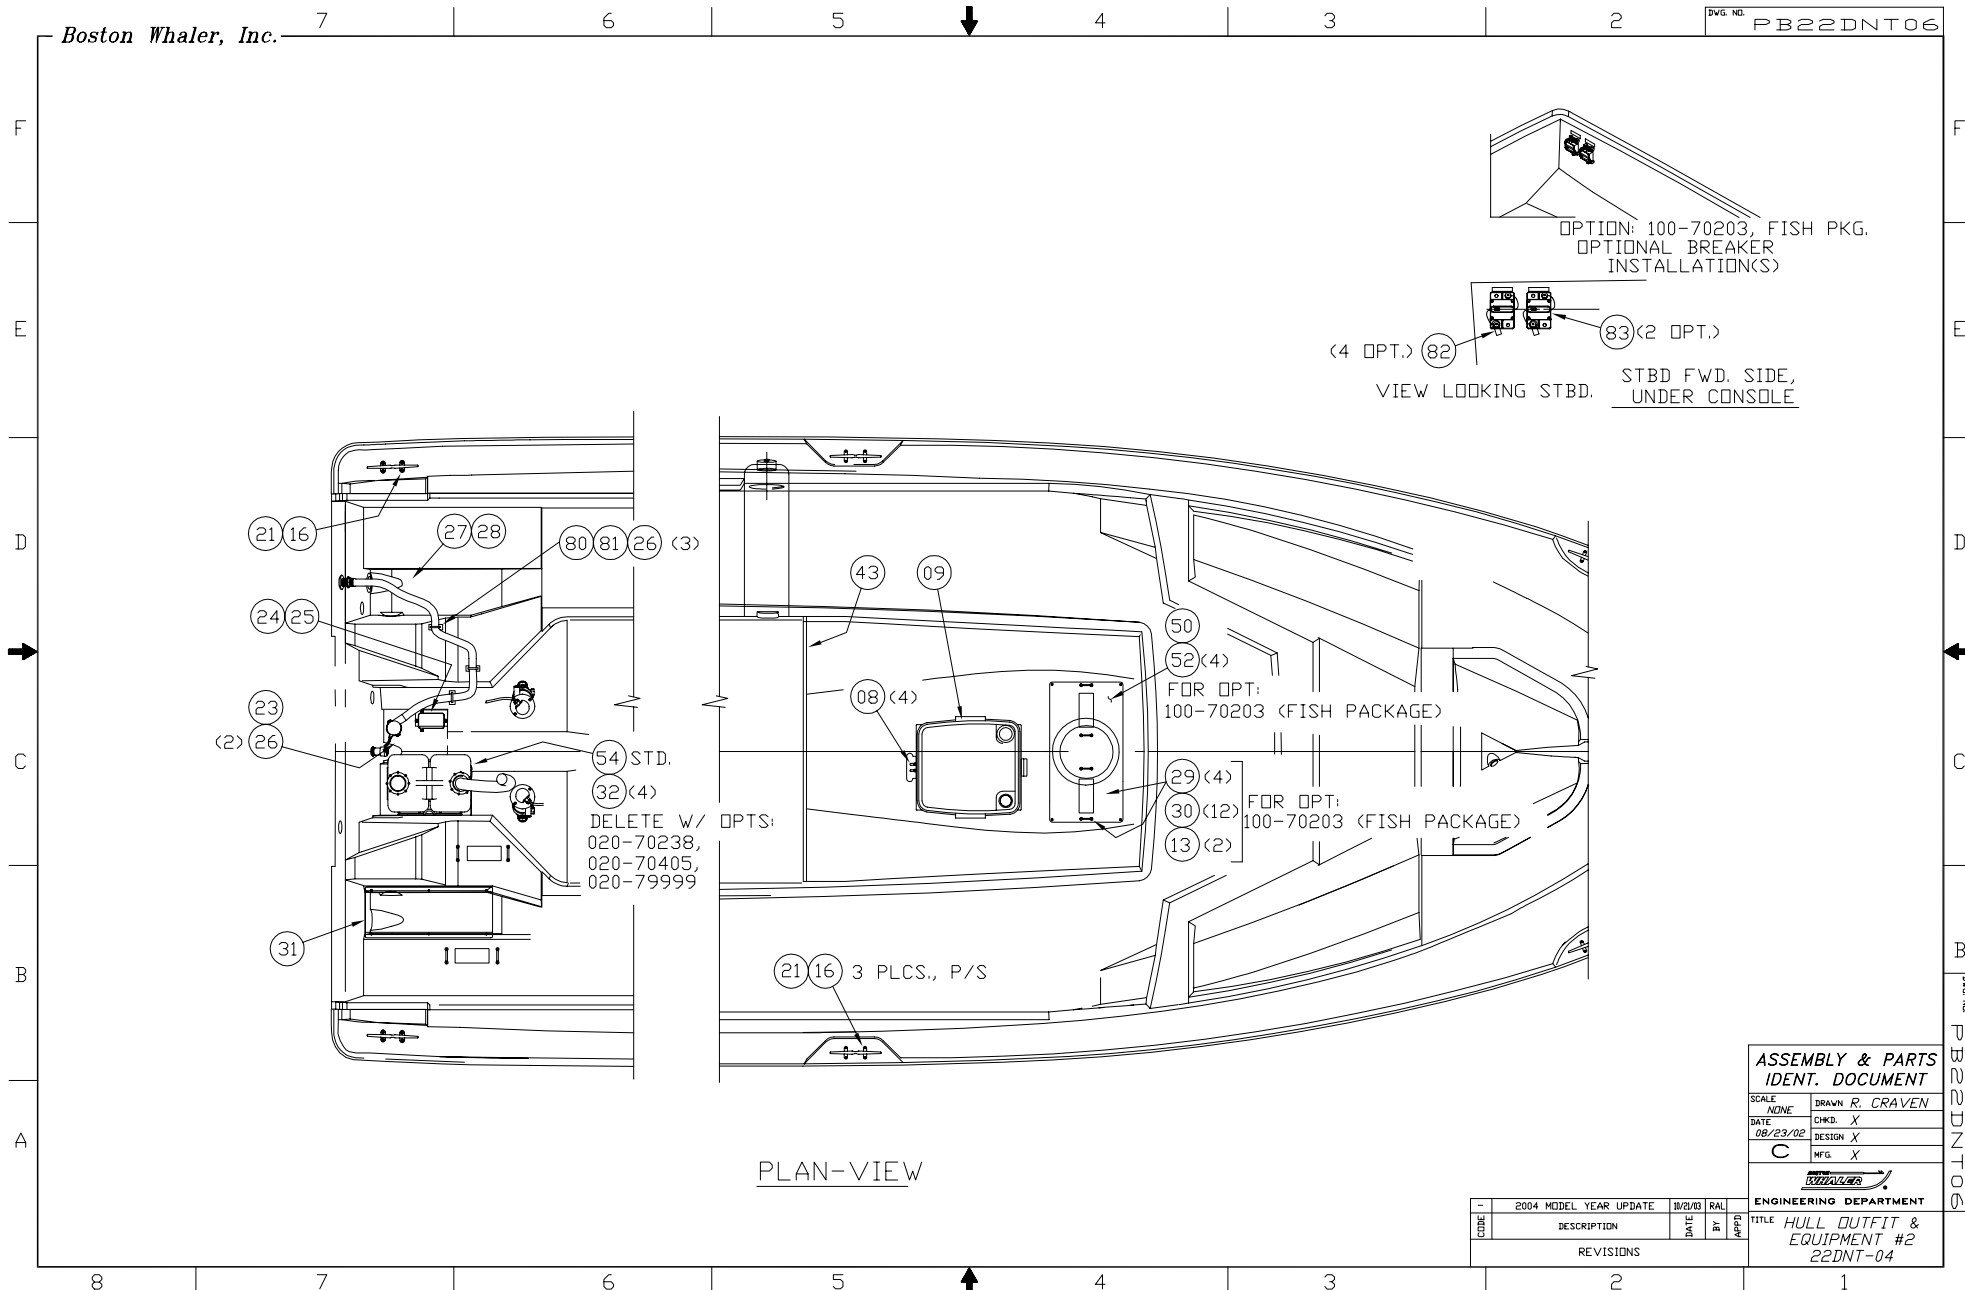 7 6 5 4 3 2
DWG. NO. PB22DNT06
Boston Whaler, Inc.
F F
OPTION: 100-70203, FISH PKG.
OPTIONAL BREAKER
INSTALLATION(S)
E E
83 (2 OPT.)
(4 OPT.) 82
VIEW LOOKING STBD.
STBD FWD. SIDE,
UNDER CONSOLE
D D
21 16
27 28
80 81 26 (3)
43
09
24 25
50
52 (4)
FOR OPT:
100-70203 (FISH PACKAGE)
08 (4)
23
(2) 26
C C
54 STD.
32 (4)
DELETE W/ OPTS:
020-70238,
020-70405,
020-79999
29 (4)
30 (12)
13 (2)
FOR OPT:
100-70203 (FISH PACKAGE)
31
B B
21 16 3 PLCS., P/S
PB22DNT06
A
PLAN-VIEW
ASSEMBLY & PARTS
IDENT. DOCUMENT
SCALE NONE
DRAWN R. CRAVEN
DATE 08/23/02
CHKD. X
DESIGN X
C
MFG. X
BOSTON
WHALER
ENGINEERING DEPARTMENT
TITLE HULL OUTFIT &
EQUIPMENT #2
22DNT-04
- 2004 MODEL YEAR UPDATE 10/21/03 RAL
CODE DESCRIPTION DATE BY APPD
REVISIONS
8 7 6 5 4 3 2 1